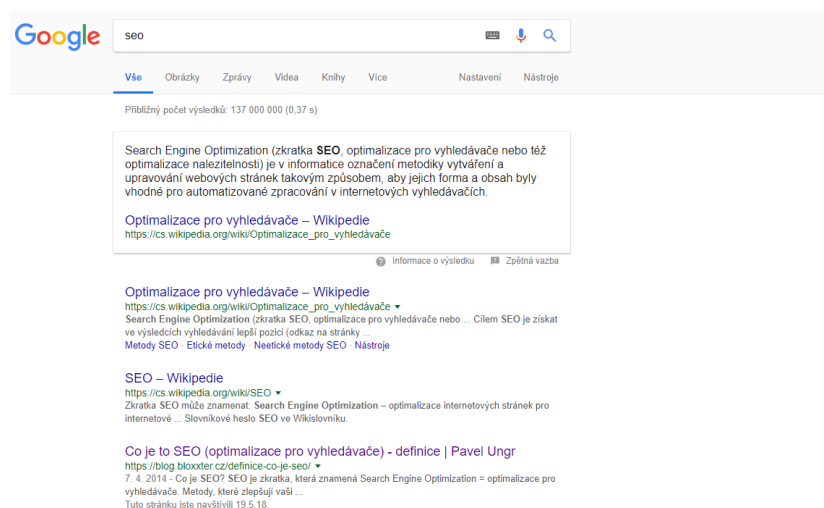 Google
seo
Vše Obrázky Zprávy Videa Knihy Více Nastavení Nástroje
Přibližný počet výsledků: 137 000 000 (0,37 s)
Search Engine Optimization (zkratka SEO, optimalizace pro vyhledávače nebo též
optimalizace nalezitelnosti) je v informatice označení metodiky vytváření a
upravování webových stránek takovým způsobem, aby jejich forma a obsah byly
vhodné pro automatizované zpracování v internetových vyhledávačích.
Optimalizace pro vyhledávače – Wikipedie
https://cs.wikipedia.org/wiki/Optimalizace_pro_vyhledávače
Informace o výsledku Zpětná vazba
Optimalizace pro vyhledávače – Wikipedie
https://cs.wikipedia.org/wiki/Optimalizace_pro_vyhledávače
Search Engine Optimization (zkratka SEO, optimalizace pro vyhledávače nebo ... Cílem SEO je získat
ve výsledcích vyhledávání lepší pozici (odkaz na stránky ...
Metody SEO · Etické metody · Neetické metody SEO · Nástroje
SEO – Wikipedie
https://cs.wikipedia.org/wiki/SEO
Zkratka SEO může znamenat: Search Engine Optimization – optimalizace internetových stránek pro
internetové ... Slovníkové heslo SEO ve Wikislovníku.
Co je to SEO (optimalizace pro vyhledávače) - definice | Pavel Ungr
https://blog.bloxxter.cz/definice-co-je-seo/
7. 4. 2014 - Co je SEO? SEO je zkratka, která znamená Search Engine Optimization = optimalizace pro
vyhledávače. Metody, které zlepšují vaši ...
Tuto stránku jste navštívili 19.5.18.